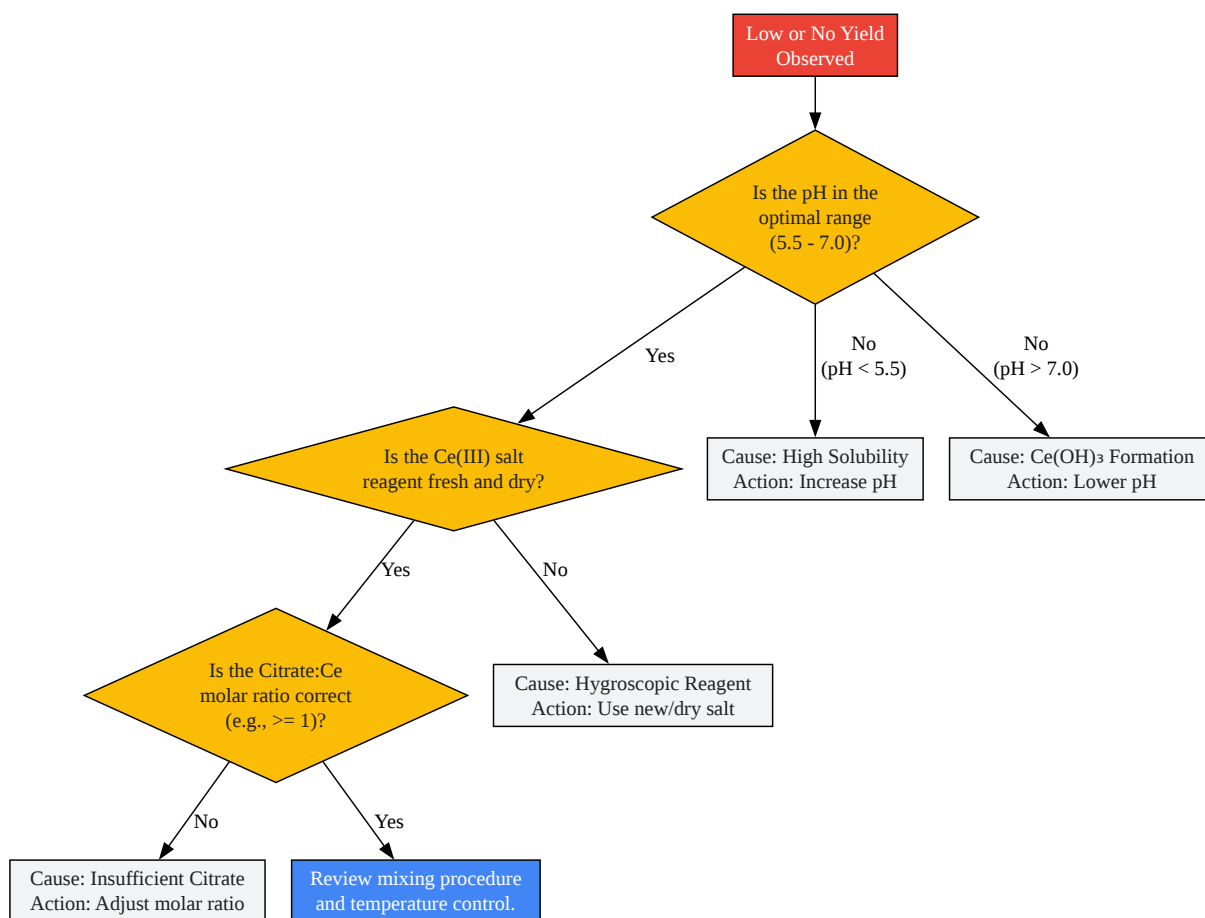 Low or No Yield
Observed
Is the pH in the
optimal range
(5.5 - 7.0)?
Yes
No
(pH < 5.5)
No
(pH > 7.0)
Is the Ce(III) salt
reagent fresh and dry?
Cause: High Solubility
Action: Increase pH
Cause: Ce(OH)₃ Formation
Action: Lower pH
Yes
No
Is the Citrate:Ce
molar ratio correct
(e.g., >= 1)?
Cause: Hygroscopic Reagent
Action: Use new/dry salt
No
Yes
Cause: Insufficient Citrate
Action: Adjust molar ratio
Review mixing procedure
and temperature control.